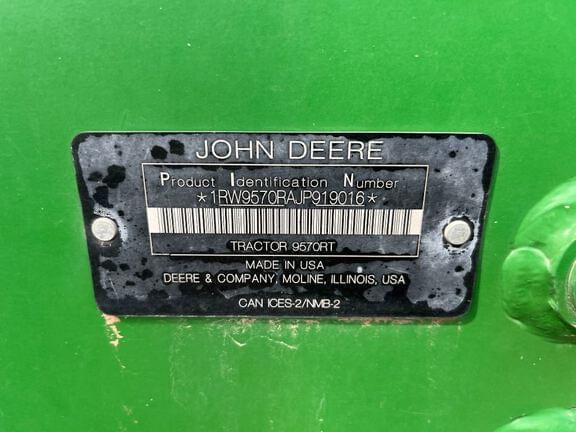 JOHN DEERE
Product Identification Number
*1RW9570RAJP919016*
TRACTOR 9570RT
MADE IN USA
DEERE & COMPANY, MOLINE, ILLINOIS, USA
CAN ICES-2/NMB-2